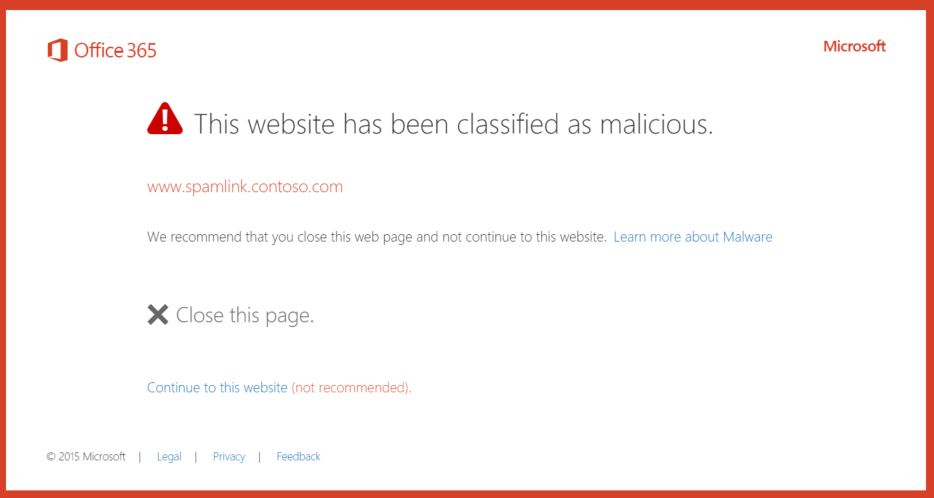 Office 365
Microsoft
This website has been classified as malicious.
www.spamlink.contoso.com
We recommend that you close this web page and not continue to this website. Learn more about Malware
Close this page.
Continue to this website (not recommended).
© 2015 Microsoft | Legal | Privacy | Feedback